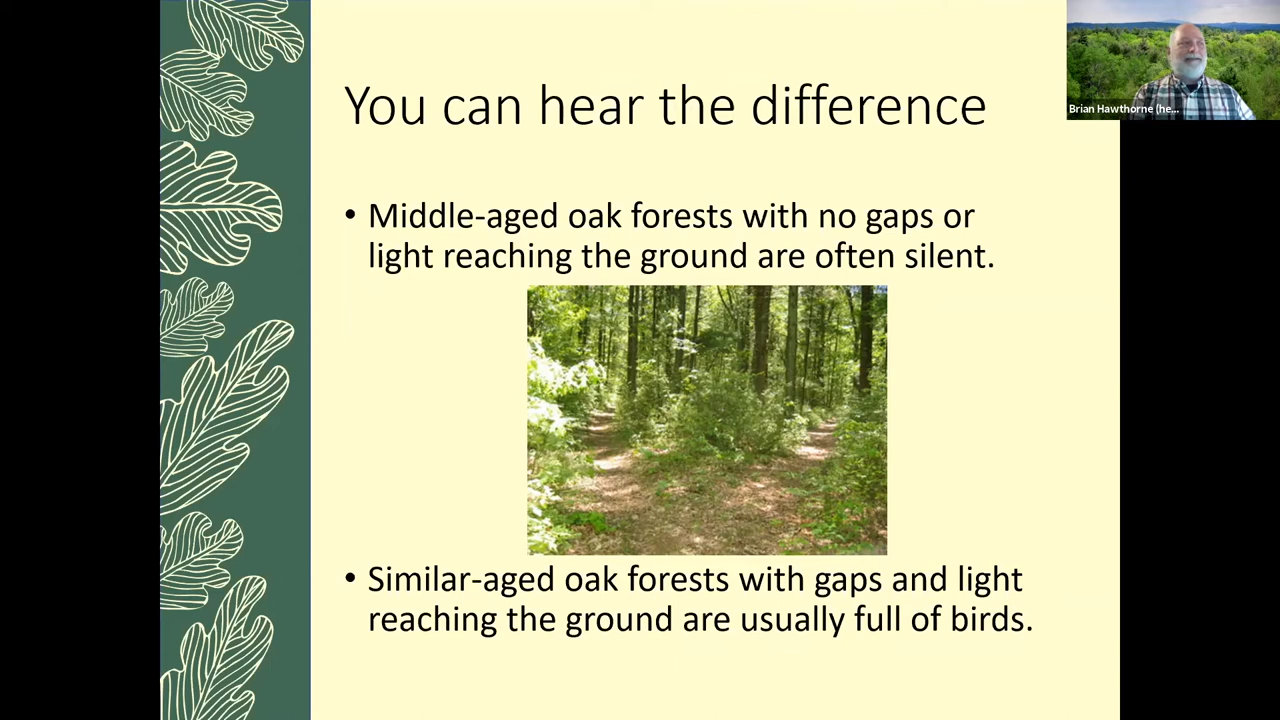 You can hear the difference
• Middle-aged oak forests with no gaps or
light reaching the ground are often silent.
• Similar-aged oak forests with gaps and light
reaching the ground are usually full of birds.
Brian Hawthorne (he...